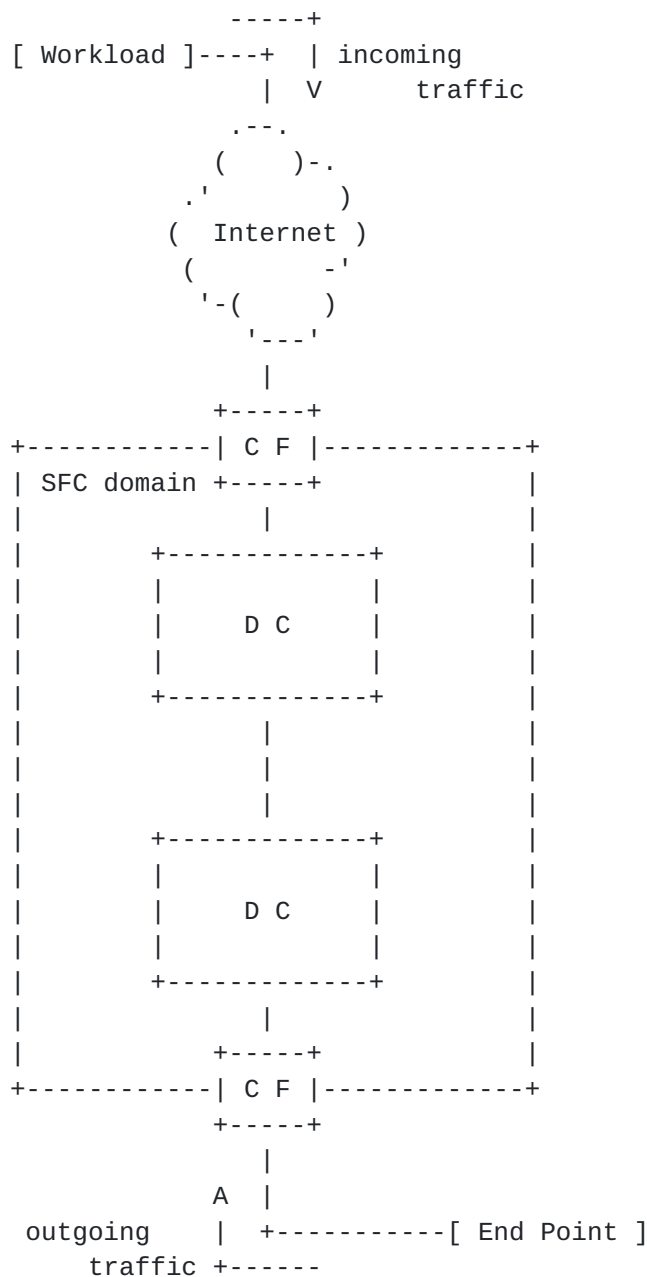 [ Workload ] incoming
V traffic
Internet
C F
SFC domain
D C
D C
C F
A
outgoing [ End Point ]
traffic